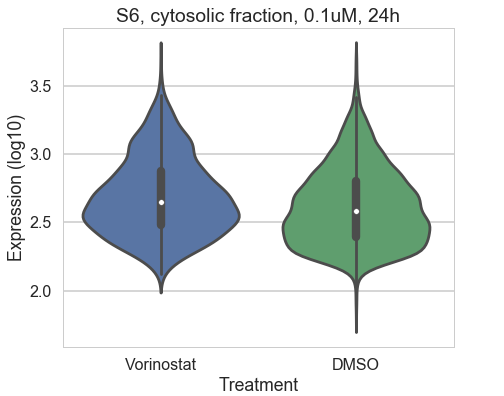 S6, cytosolic fraction, 0.1uM, 24h
Expression (log10)
3.5
3.0
2.5
2.0
Vorinostat
DMSO
Treatment